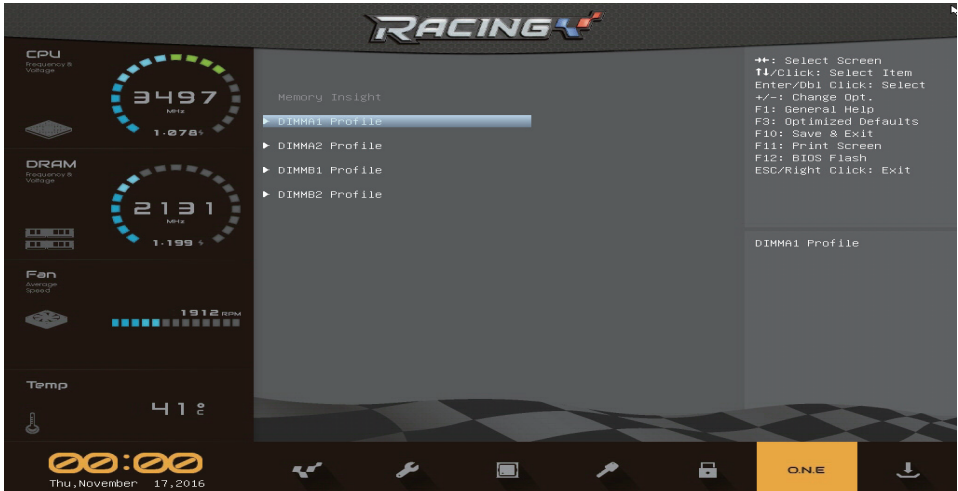 RACING
CPU
Frequency &
Voltage
3497
MHz
1.078
DRAM
Frequency &
Voltage
2131
MHz
1.199
Fan
Average
Speed
1912 RPM
Temp
41 °C
00:00
Thu,November 17,2016
Memory Insight
▶ DIMMA1 Profile
▶ DIMMA2 Profile
▶ DIMMB1 Profile
▶ DIMMB2 Profile
→←: Select Screen
↑↓/Click: Select Item
Enter/Dbl Click: Select
+/-: Change Opt.
F1: General Help
F3: Optimized Defaults
F10: Save & Exit
F11: Print Screen
F12: BIOS Flash
ESC/Right Click: Exit
DIMMA1 Profile
O.N.E